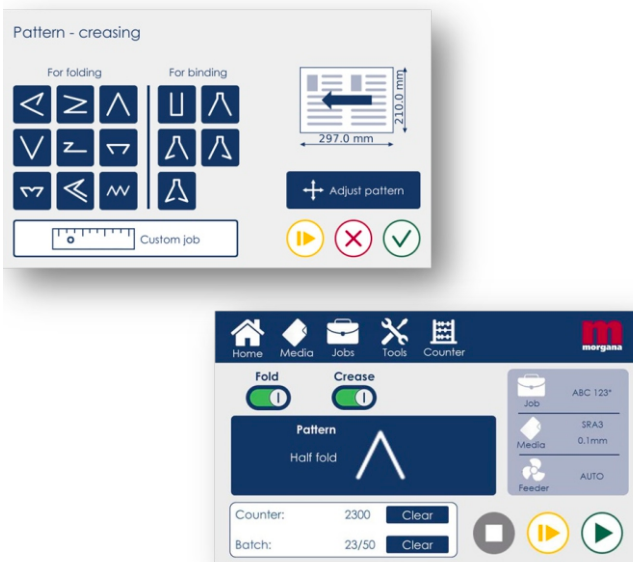 Pattern - creasing
For folding
For binding
297.0 mm
210.0 mm
Adjust pattern
Custom job
Home
Media
Jobs
Tools
Counter
morgana
Fold
Crease
Pattern
Half fold
Job
ABC 123*
Media
SRA3
0.1mm
Feeder
AUTO
Counter:
2300
Clear
Batch:
23/50
Clear